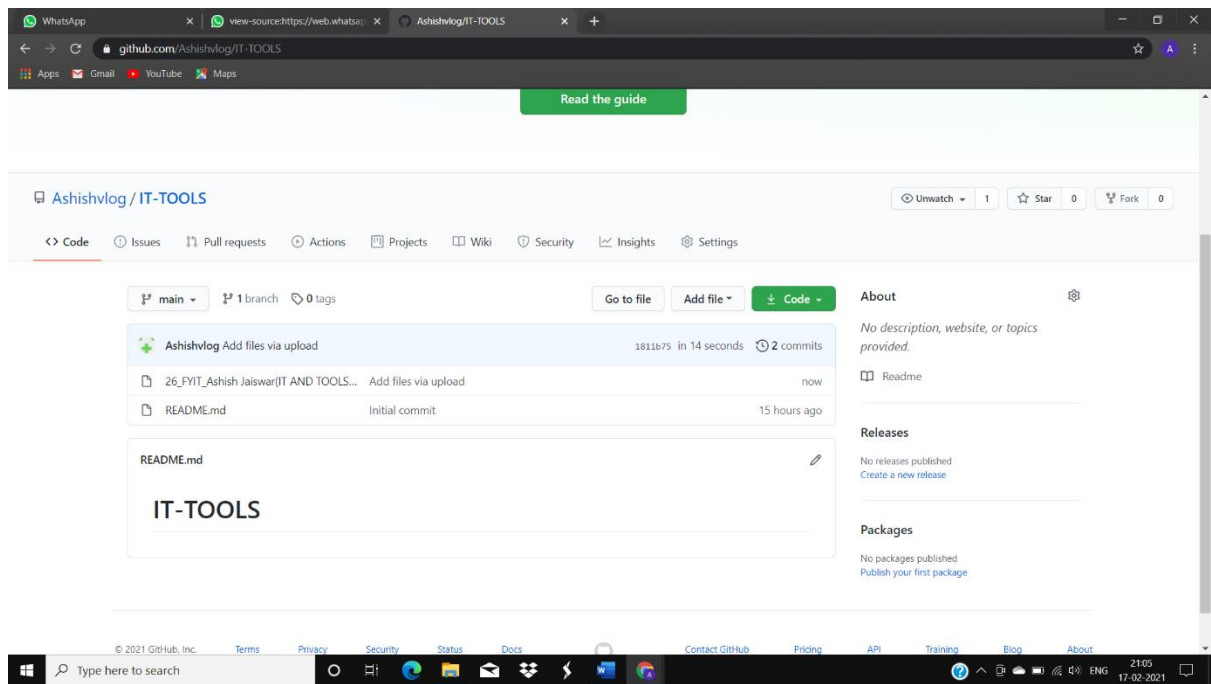 WhatsApp view-source:https://web.whatsap Ashishvlog/IT-TOOLS
github.com/Ashishvlog/IT-TOOLS A
Apps Gmail YouTube Maps
Read the guide
Ashishvlog / IT-TOOLS Unwatch 1 Star 0 Fork 0
Code Issues Pull requests Actions Projects Wiki Security Insights Settings
main 1 branch 0 tags Go to file Add file Code
Ashishvlog Add files via upload 1811b75 in 14 seconds 2 commits
26_FYIT_Ashish Jaiswar(IT AND TOOLS... Add files via upload now
README.md Initial commit 15 hours ago
README.md
IT-TOOLS
About
No description, website, or topics
provided.
Readme
Releases
No releases published
Create a new release
Packages
No packages published
Publish your first package
© 2021 GitHub, Inc. Terms Privacy Security Status Docs Contact GitHub Pricing API Training Blog About
Type here to search ENG 21:05
17-02-2021